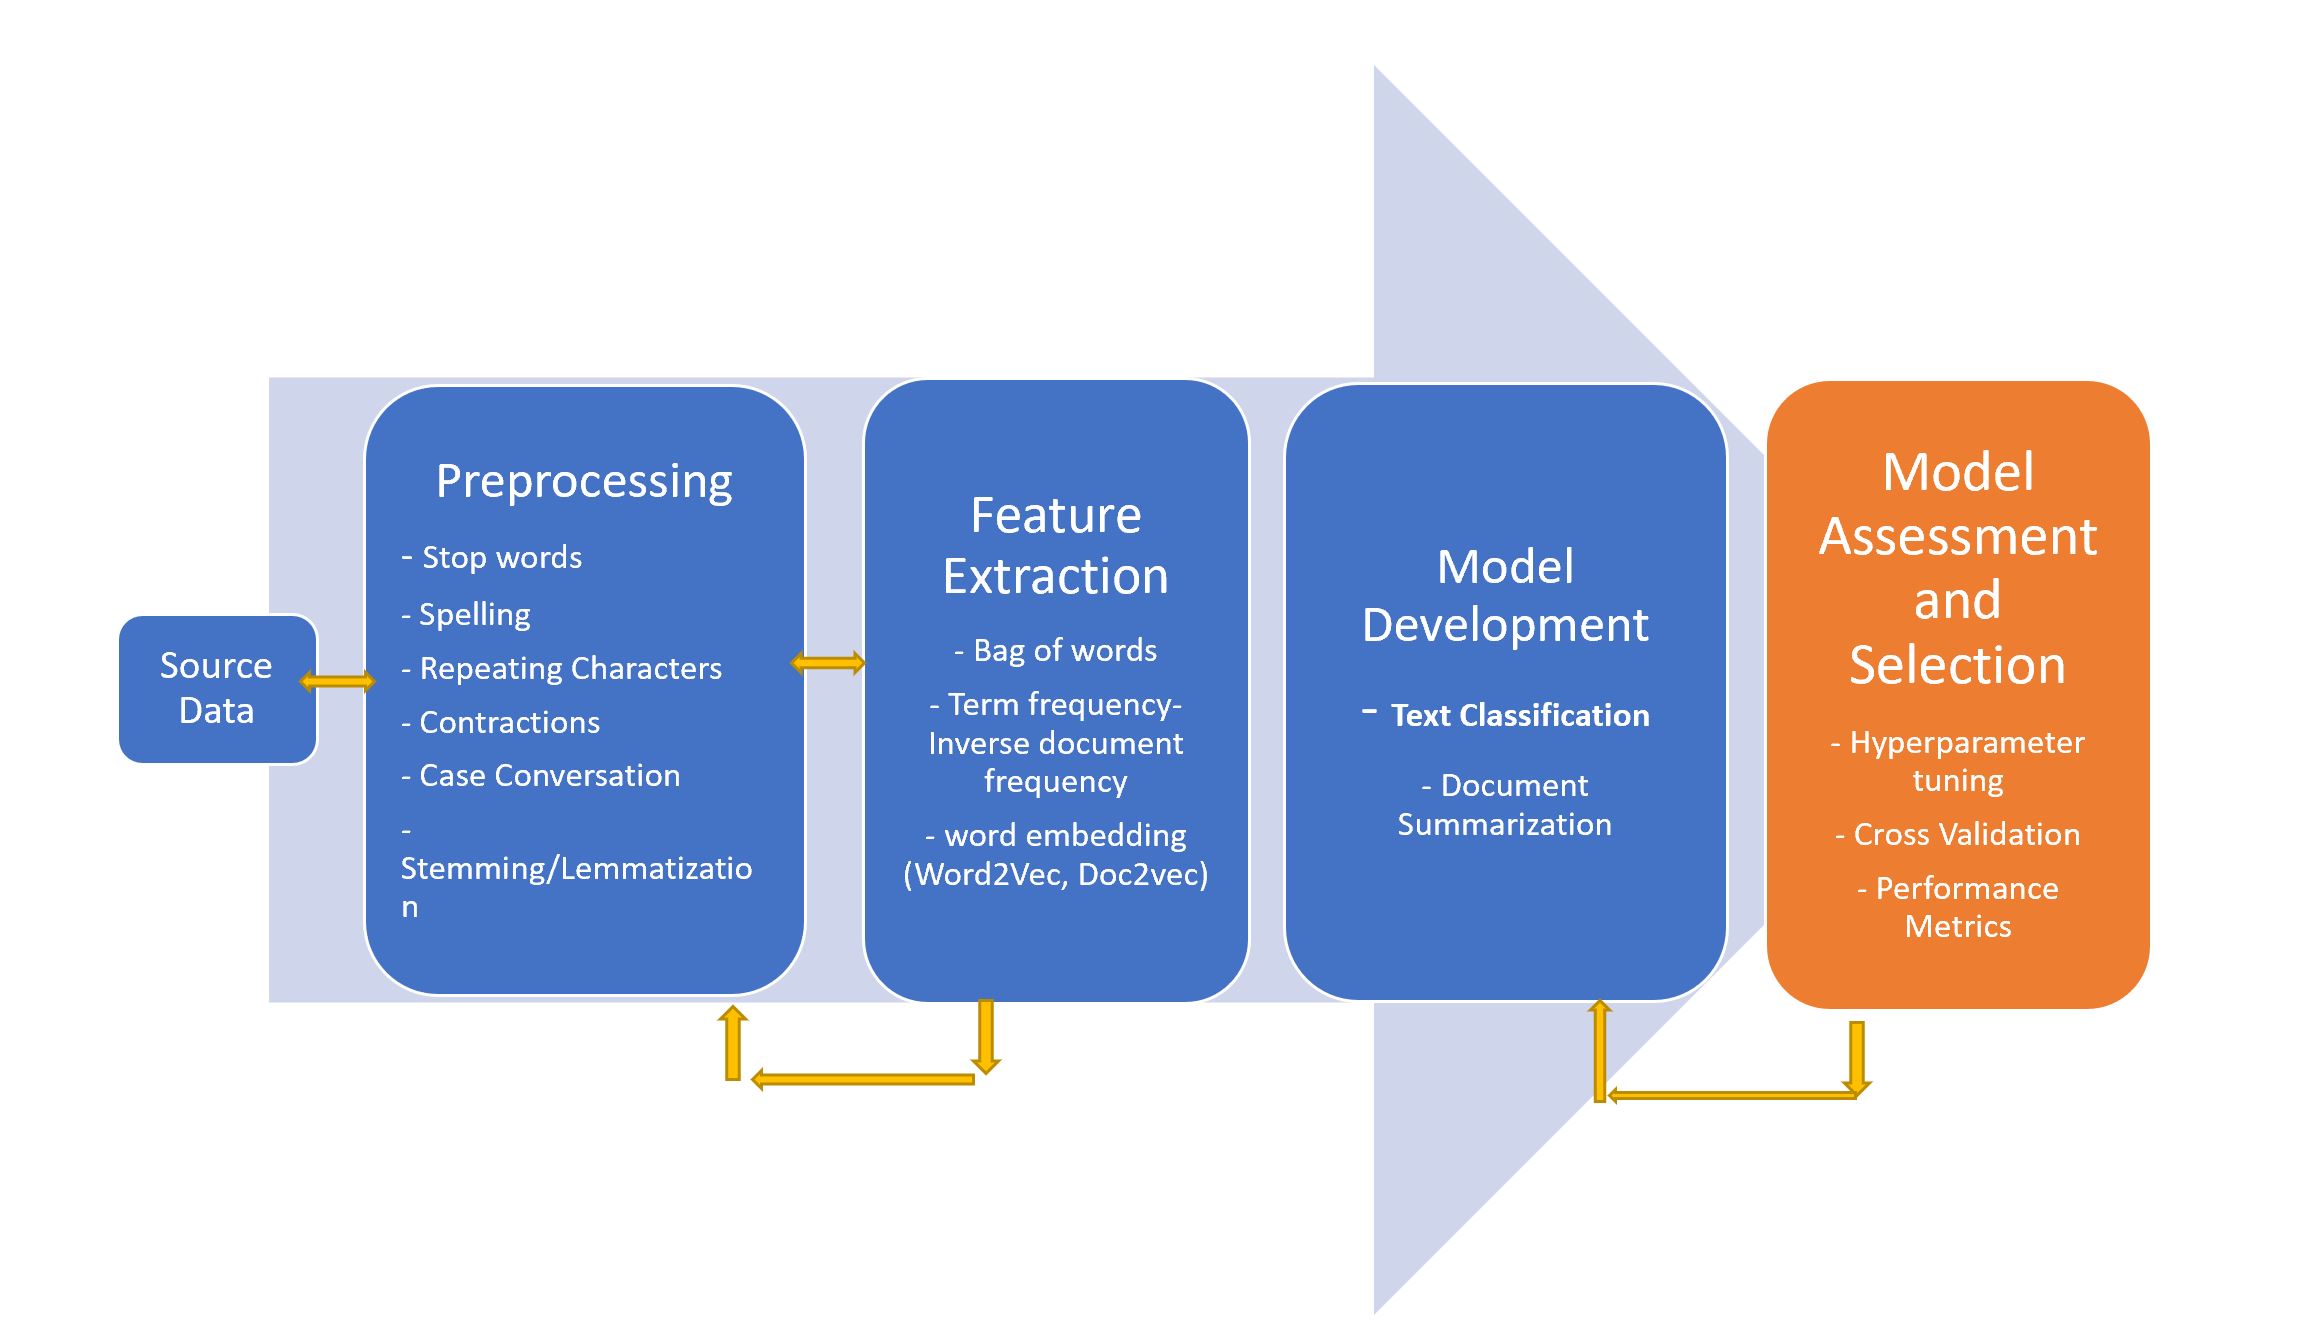 Source
Data
Preprocessing
- Stop words
- Spelling
- Repeating Characters
- Contractions
- Case Conversation
-
Stemming/Lemmatizatio
n
Feature
Extraction
- Bag of words
- Term frequency-
Inverse document
frequency
- word embedding
(Word2Vec, Doc2vec)
Model
Development
- Text Classification
- Document
Summarization
Model
Assessment
and
Selection
- Hyperparameter
tuning
- Cross Validation
- Performance
Metrics